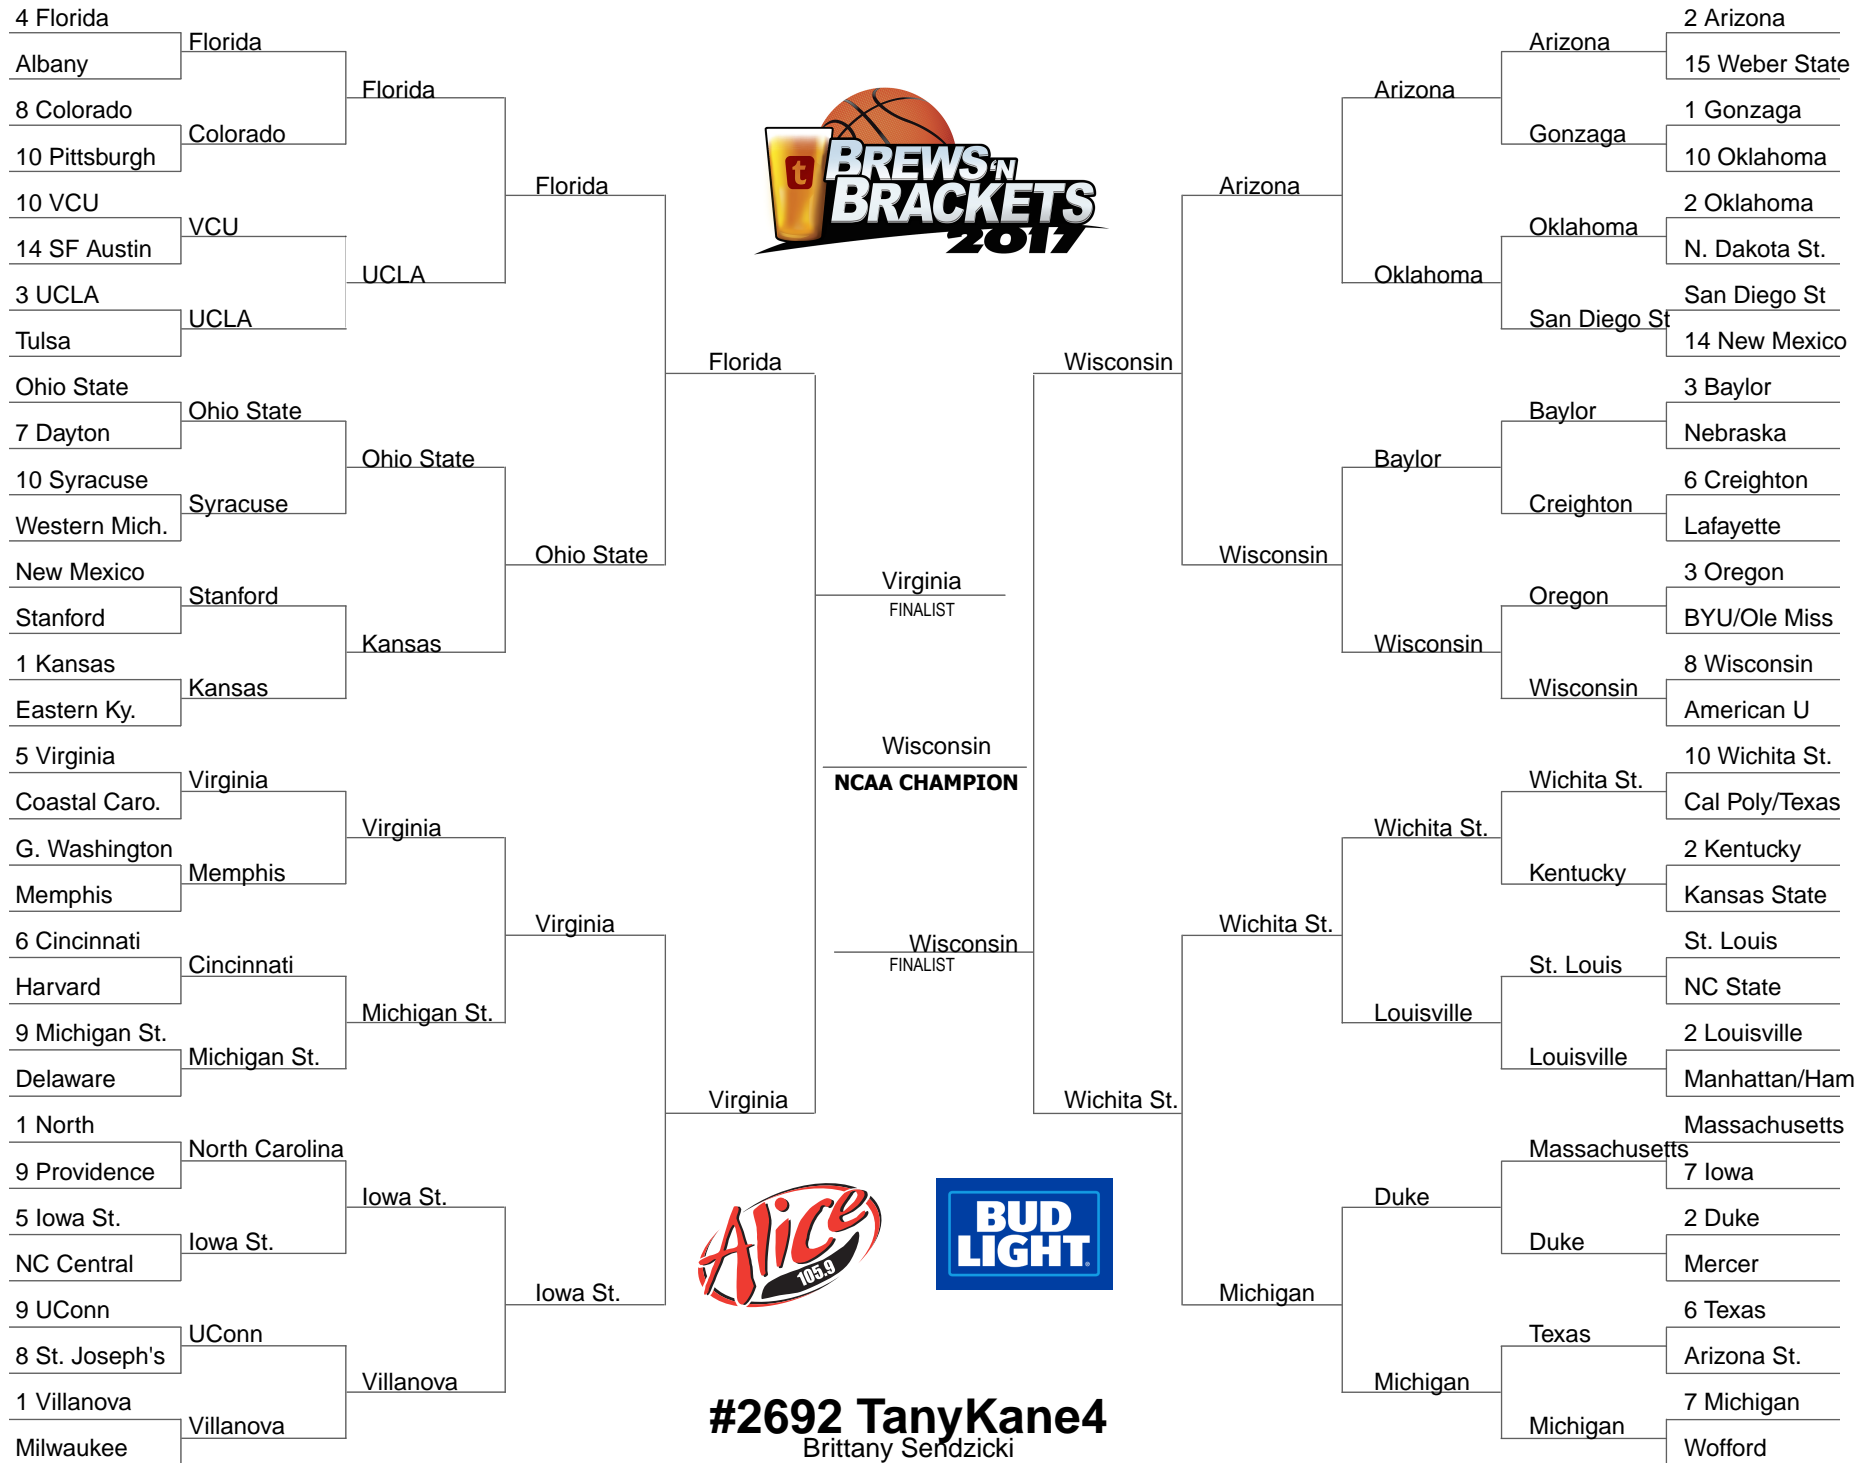 4 Florida
Albany
8 Colorado
10 Pittsburgh
10 VCU
14 SF Austin
3 UCLA
Tulsa
Ohio State
7 Dayton
10 Syracuse
Western Mich.
New Mexico
Stanford
1 Kansas
Eastern Ky.
5 Virginia
Coastal Caro.
G. Washington
Memphis
6 Cincinnati
Harvard
9 Michigan St.
Delaware
1 North
9 Providence
5 Iowa St.
NC Central
9 UConn
8 St. Joseph's
1 Villanova
Milwaukee
Florida
Colorado
VCU
UCLA
Ohio State
Syracuse
Stanford
Kansas
Virginia
Memphis
Cincinnati
Michigan St.
North Carolina
Iowa St.
UConn
Villanova
Florida
UCLA
Ohio State
Kansas
Virginia
Michigan St.
Iowa St.
Villanova
Florida
Ohio State
Virginia
Iowa St.
Florida
Virginia
t
BREWS 'N
BRACKETS
2017
Virginia
FINALIST
Wisconsin
NCAA CHAMPION
Wisconsin
FINALIST
Alice
105.9
BUD
LIGHT
#2692 TanyKane4
Brittany Sendzicki
Wisconsin
Wichita St.
Arizona
Wisconsin
Wichita St.
Michigan
Arizona
Oklahoma
Baylor
Wisconsin
Wichita St.
Louisville
Duke
Michigan
Arizona
Gonzaga
Oklahoma
San Diego St
Baylor
Creighton
Oregon
Wisconsin
Wichita St.
Kentucky
St. Louis
Louisville
Massachusetts
Duke
Texas
Michigan
2 Arizona
15 Weber State
1 Gonzaga
10 Oklahoma
2 Oklahoma
N. Dakota St.
San Diego St
14 New Mexico
3 Baylor
Nebraska
6 Creighton
Lafayette
3 Oregon
BYU/Ole Miss
8 Wisconsin
American U
10 Wichita St.
Cal Poly/Texas
2 Kentucky
Kansas State
St. Louis
NC State
2 Louisville
Manhattan/Ham
Massachusetts
7 Iowa
2 Duke
Mercer
6 Texas
Arizona St.
7 Michigan
Wofford